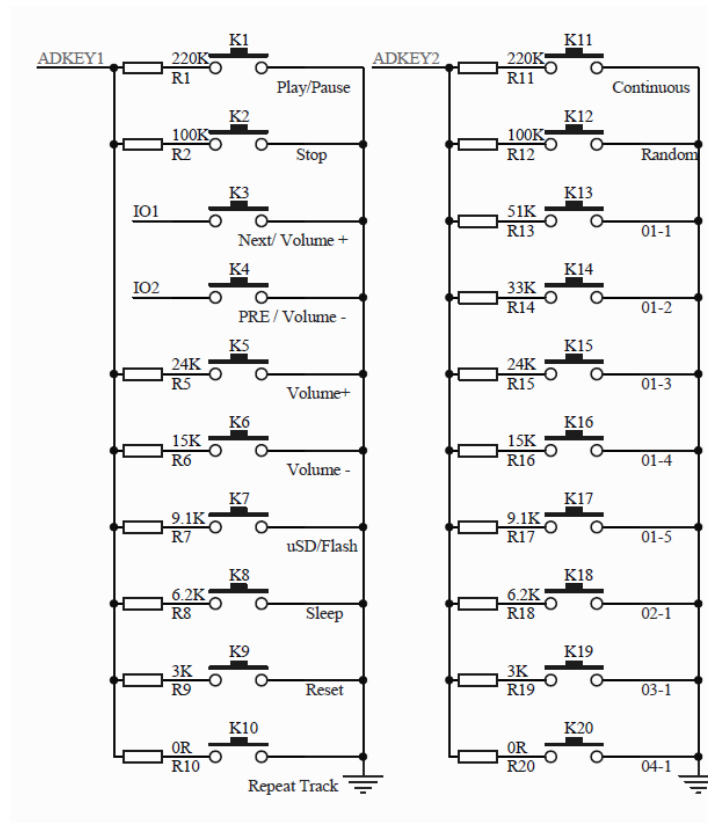 ADKEY1
220K
R1
K1
Play/Pause
100K
R2
K2
Stop
IO1
K3
Next/ Volume +
IO2
K4
PRE / Volume -
24K
R5
K5
Volume+
15K
R6
K6
Volume -
9.1K
R7
K7
uSD/Flash
6.2K
R8
K8
Sleep
3K
R9
K9
Reset
0R
R10
K10
Repeat Track
ADKEY2
220K
R11
K11
Continuous
100K
R12
K12
Random
51K
R13
K13
01-1
33K
R14
K14
01-2
24K
R15
K15
01-3
15K
R16
K16
01-4
9.1K
R17
K17
01-5
6.2K
R18
K18
02-1
3K
R19
K19
03-1
0R
R20
K20
04-1